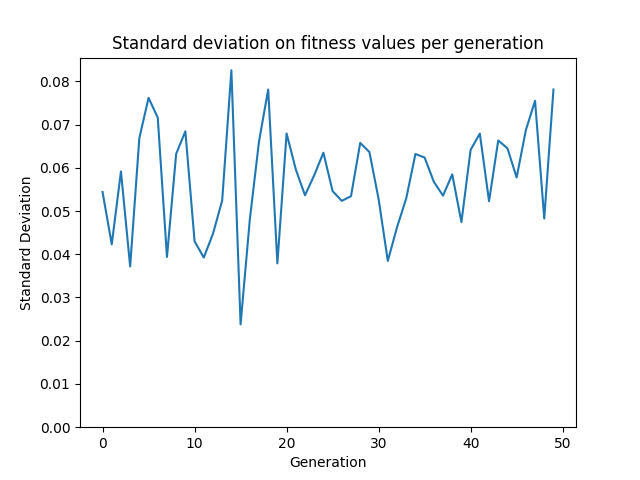 Standard deviation on fitness values per generation
Standard Deviation
0.08
0.07
0.06
0.05
0.04
0.03
0.02
0.01
0.00
0 10 20 30 40 50
Generation